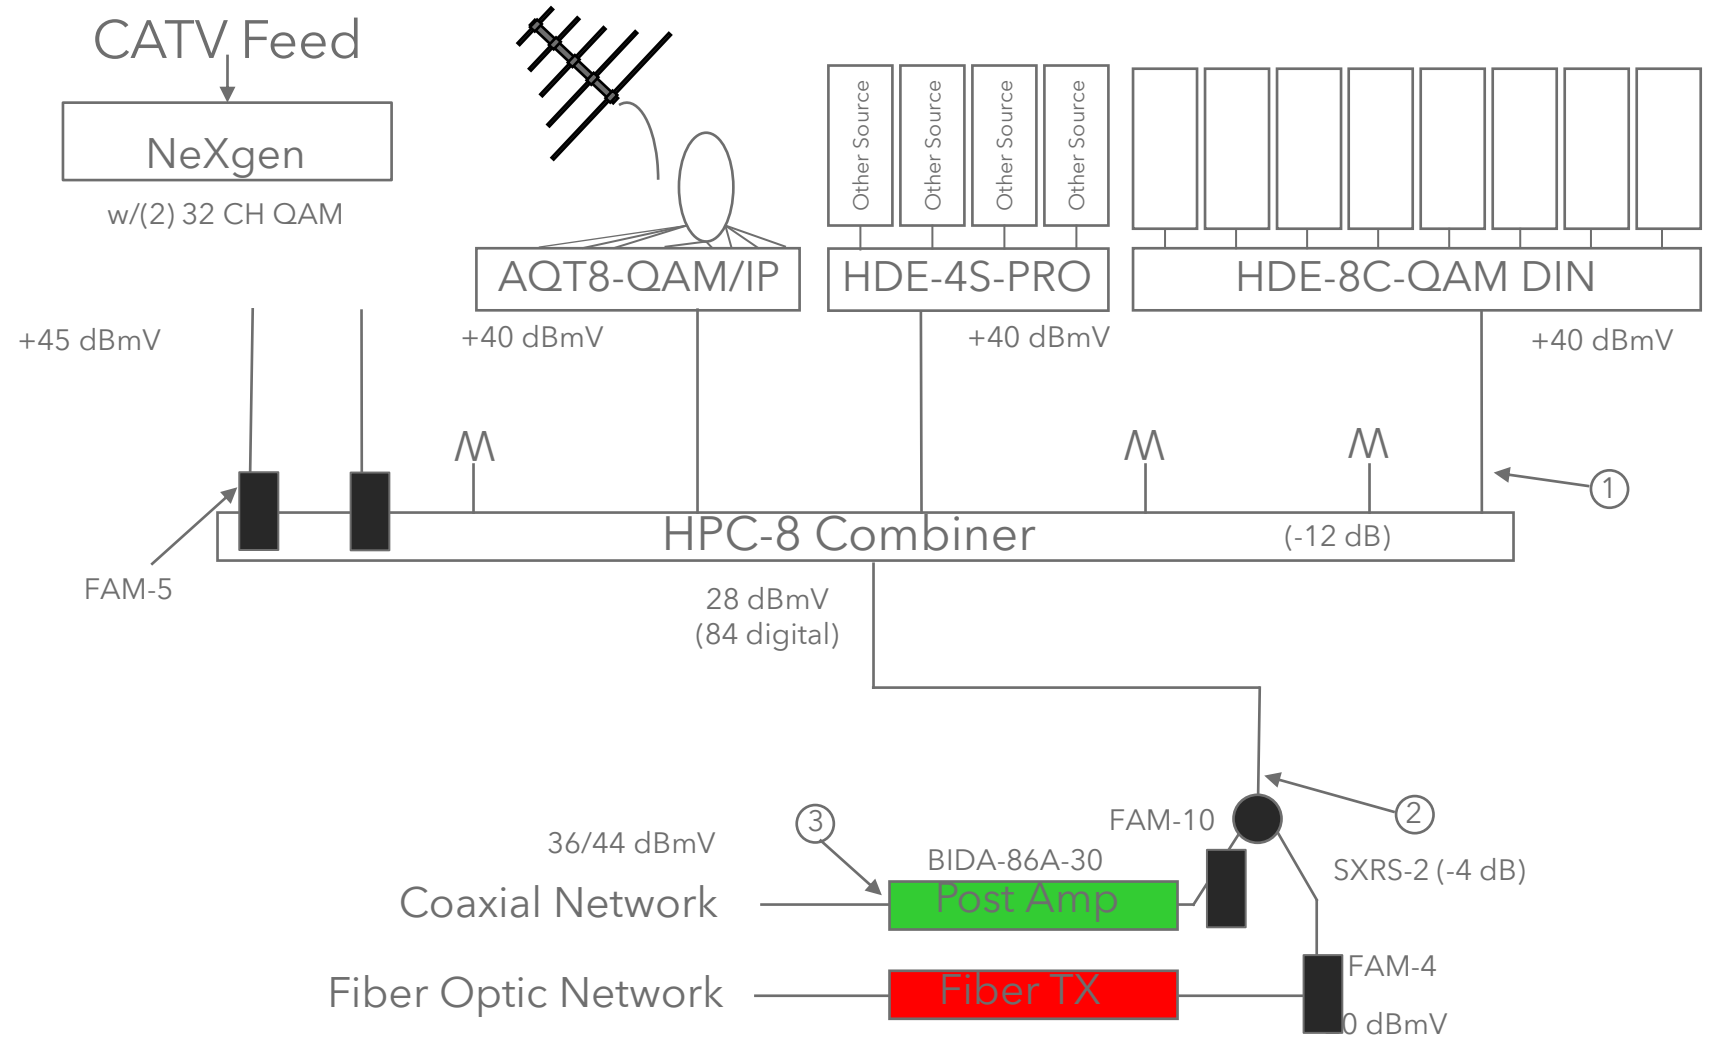 CATV Feed
NeXgen
w/(2) 32 CH QAM
Other Source
Other Source
Other Source
Other Source
AQT8-QAM/IP
HDE-4S-PRO
HDE-8C-QAM DIN
+45 dBmV
+40 dBmV
+40 dBmV
+40 dBmV
1
HPC-8 Combiner
(-12 dB)
FAM-5
28 dBmV
(84 digital)
2
3
FAM-10
36/44 dBmV
BIDA-86A-30
SXRS-2 (-4 dB)
Coaxial Network
Post Amp
FAM-4
Fiber Optic Network
Fiber TX
0 dBmV